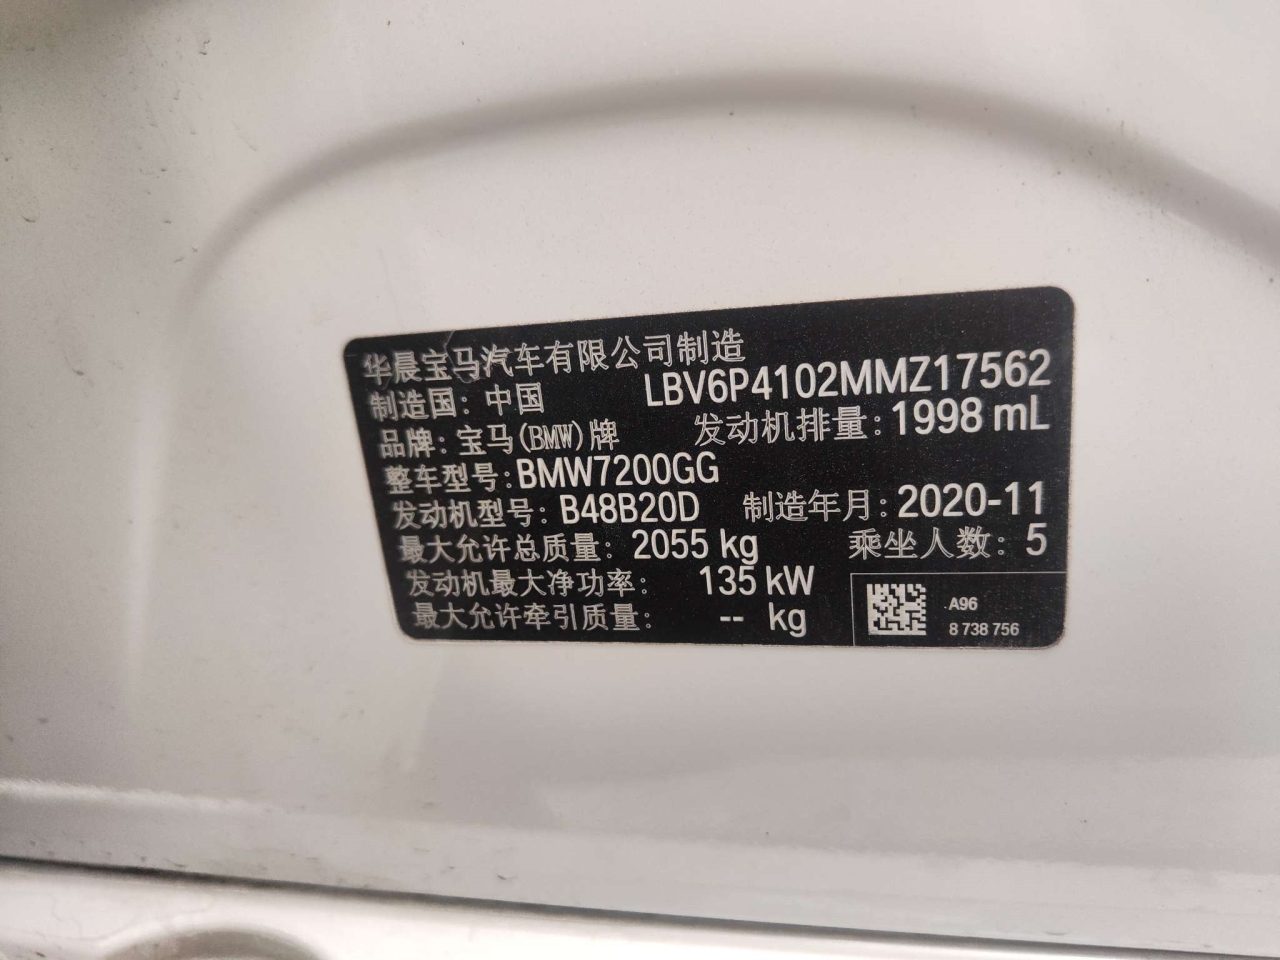 华晨宝马汽车有限公司制造
制造国: 中国 LBV6P4102MMZ17562
品牌: 宝马(BMW)牌 发动机排量: 1998 mL
整车型号: BMW7200GG
发动机型号: B48B20D 制造年月: 2020-11
最大允许总质量: 2055 kg 乘坐人数: 5
发动机最大净功率: 135 kW
最大允许牵引质量: -- kg
A96
8 738 756